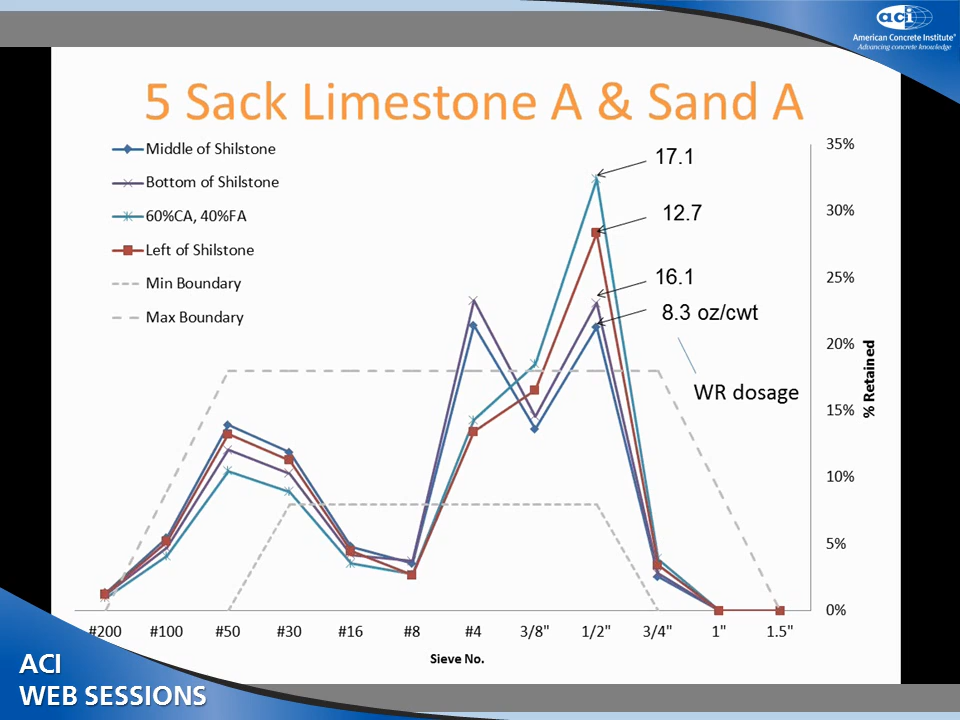 aci
American Concrete Institute®
Advancing concrete knowledge
5 Sack Limestone A & Sand A
Middle of Shilstone
Bottom of Shilstone
60%CA, 40%FA
Left of Shilstone
Min Boundary
Max Boundary
17.1
12.7
16.1
8.3 oz/cwt
WR dosage
35%
30%
25%
20%
15%
10%
5%
0%
% Retained
#200 #100 #50 #30 #16 #8 #4 3/8" 1/2" 3/4" 1" 1.5"
Sieve No.
ACI
WEB SESSIONS